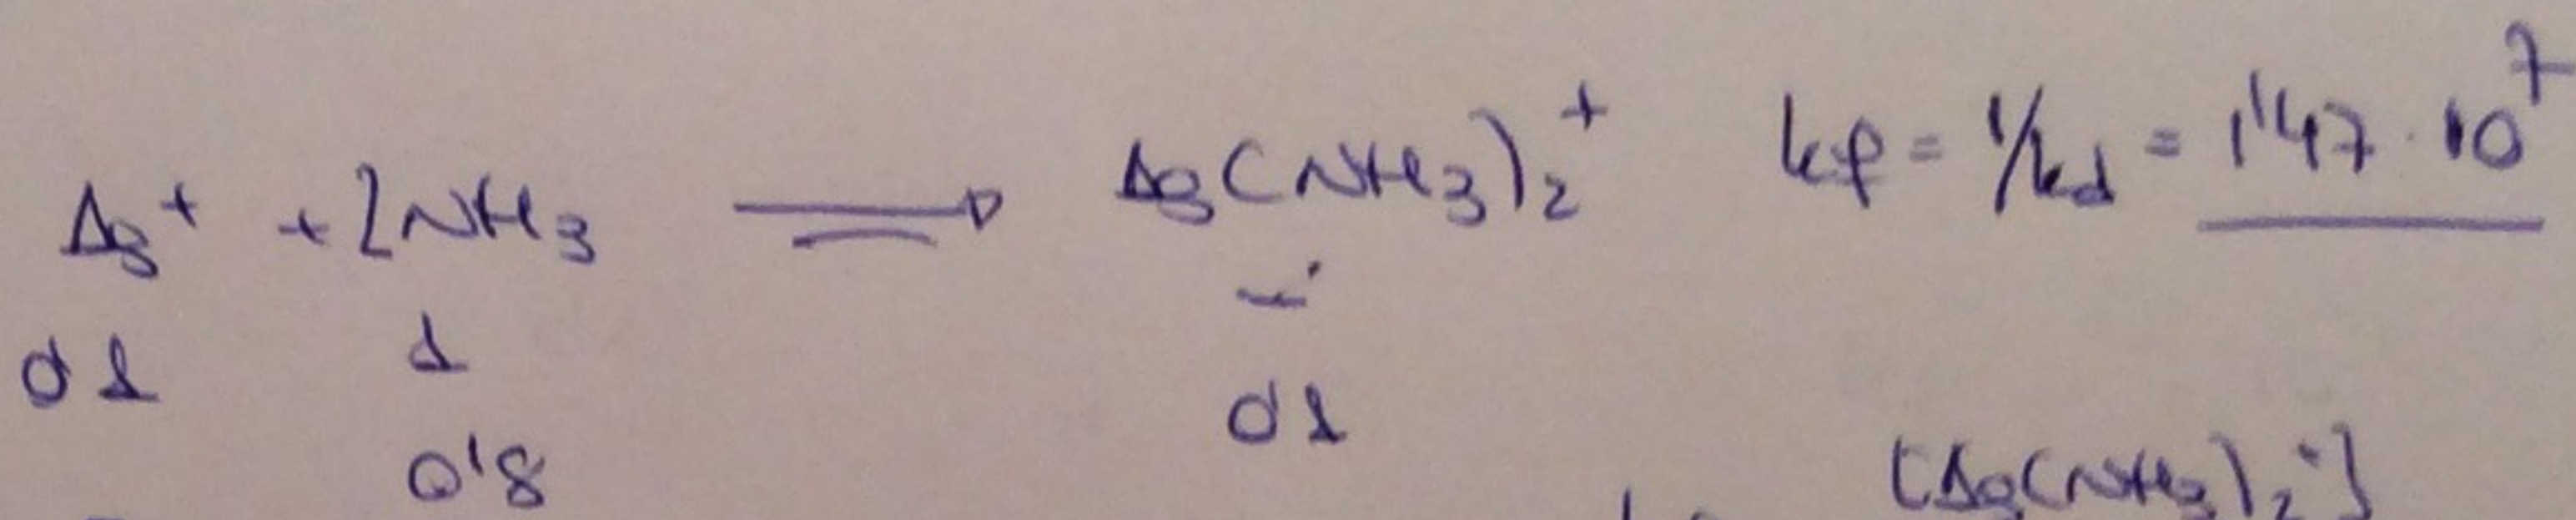 Ag⁺ + 2NH₃ ⇌ Ag(NH₃)₂⁺ kf = 1/kd = 1'47 · 10⁷
0'1 1 –
0'8 0'1
[Ag(NH₃)₂⁺]